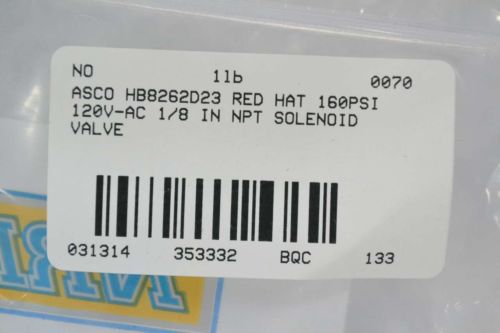 NO 1lb 0070
ASCO HB8262D23 RED HAT 160PSI
120V-AC 1/8 IN NPT SOLENOID
VALVE
031314 353332 BQC 133